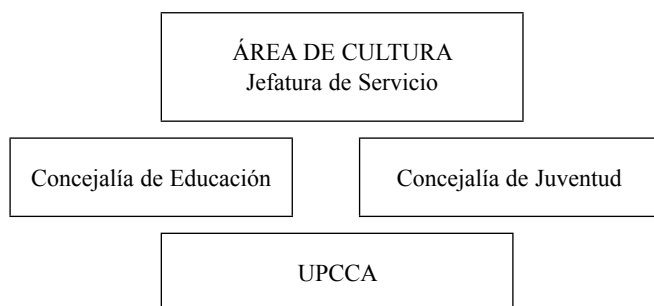 ÁREA DE CULTURA
Jefatura de Servicio
Concejalía de Educación
Concejalía de Juventud
UPCCA